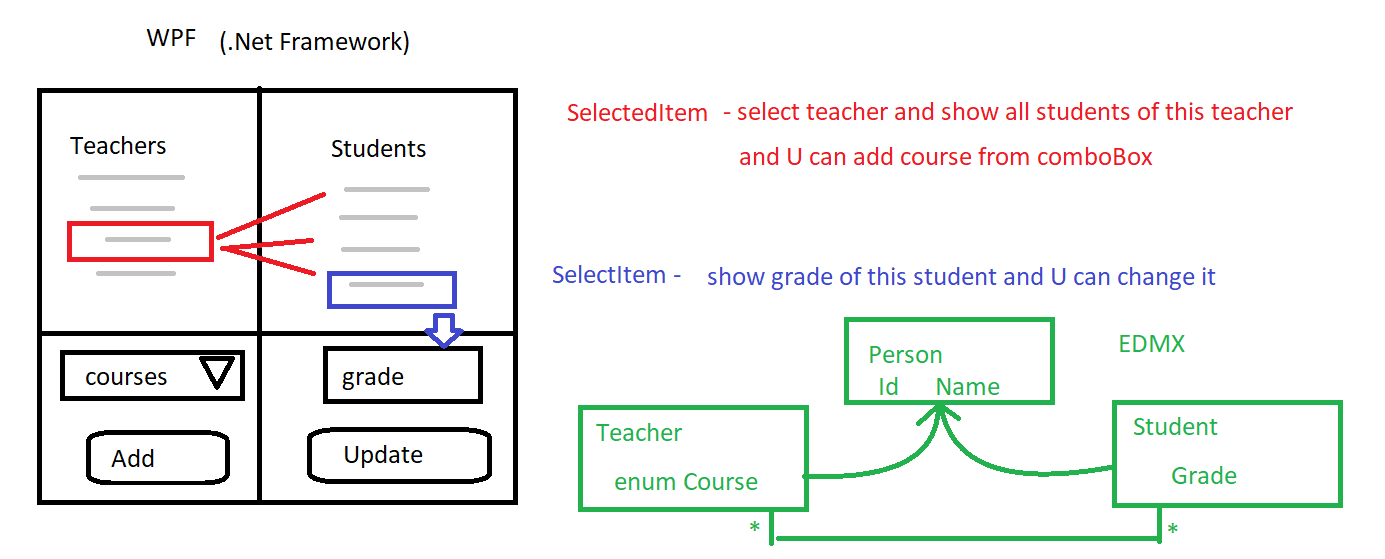 WPF (.Net Framework)
Teachers
Students
courses
grade
Add
Update
SelectedItem - select teacher and show all students of this teacher
and U can add course from comboBox
SelectItem - show grade of this student and U can change it
EDMX
Person
Id Name
Teacher
enum Course
Student
Grade
*
*